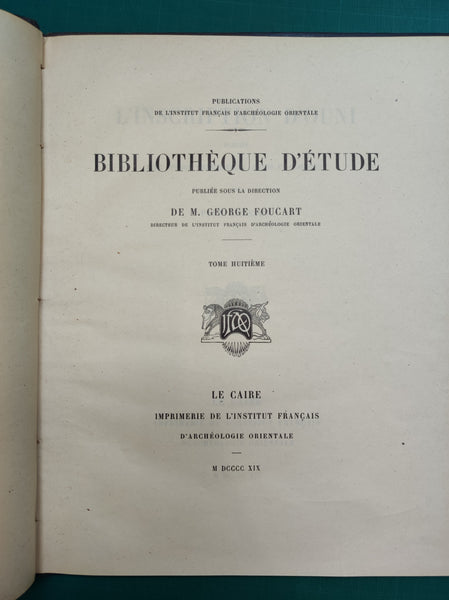 PUBLICATIONS
DE L'INSTITUT FRANÇAIS D'ARCHÉOLOGIE ORIENTALE
BIBLIOTHÈQUE D'ÉTUDE
PUBLIÉE SOUS LA DIRECTION
DE M. GEORGE FOUCART
DIRECTEUR DE L'INSTITUT FRANÇAIS D'ARCHÉOLOGIE ORIENTALE
TOME HUITIÈME
IFAO
LE CAIRE
IMPRIMERIE DE L'INSTITUT FRANÇAIS
D'ARCHÉOLOGIE ORIENTALE
M DCCCC XIX